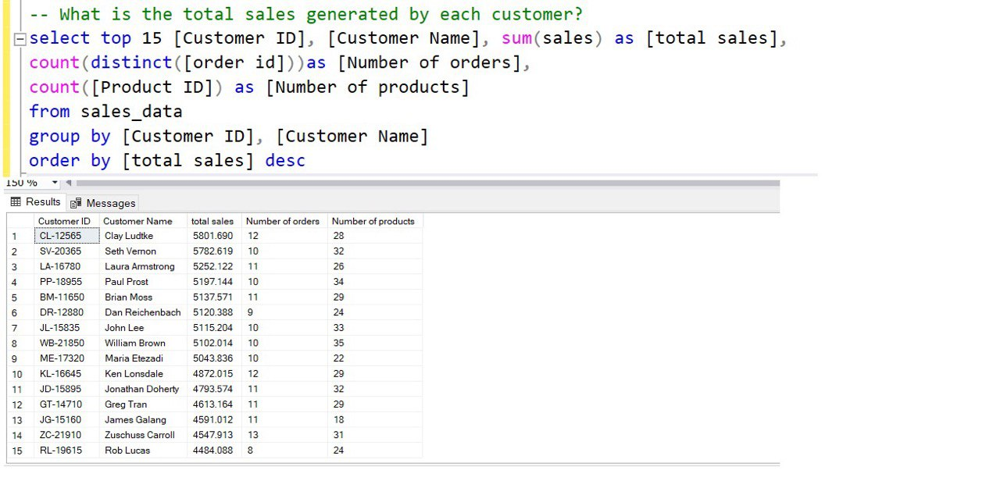 -- What is the total sales generated by each customer?
select top 15 [Customer ID], [Customer Name], sum(sales) as [total sales],
count(distinct([order id]))as [Number of orders],
count([Product ID]) as [Number of products]
from sales_data
group by [Customer ID], [Customer Name]
order by [total sales] desc
150 %
Results Messages
Customer ID Customer Name total sales Number of orders Number of products
1 CL-12565 Clay Ludtke 5801.690 12 28
2 SV-20365 Seth Vernon 5782.619 10 32
3 LA-16780 Laura Armstrong 5252.122 11 26
4 PP-18955 Paul Prost 5197.144 10 34
5 BM-11650 Brian Moss 5137.571 11 29
6 DR-12880 Dan Reichenbach 5120.388 9 24
7 JL-15835 John Lee 5115.204 10 33
8 WB-21850 William Brown 5102.014 10 35
9 ME-17320 Maria Etezadi 5043.836 10 22
10 KL-16645 Ken Lonsdale 4872.015 12 29
11 JD-15895 Jonathan Doherty 4793.574 11 32
12 GT-14710 Greg Tran 4613.164 11 29
13 JG-15160 James Galang 4591.012 11 18
14 ZC-21910 Zuschuss Carroll 4547.913 13 31
15 RL-19615 Rob Lucas 4484.088 8 24